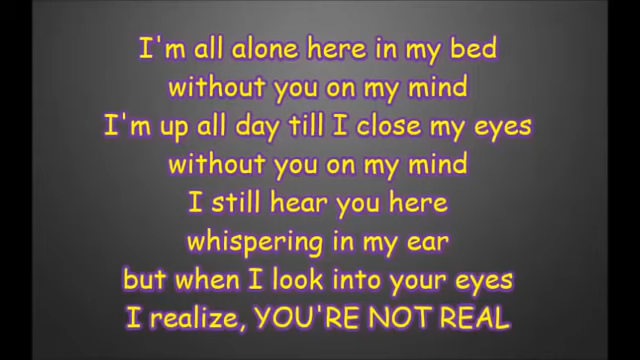 I'm all alone here in my bed
without you on my mind
I'm up all day till I close my eyes
without you on my mind
I still hear you here
whispering in my ear
but when I look into your eyes
I realize, YOU'RE NOT REAL